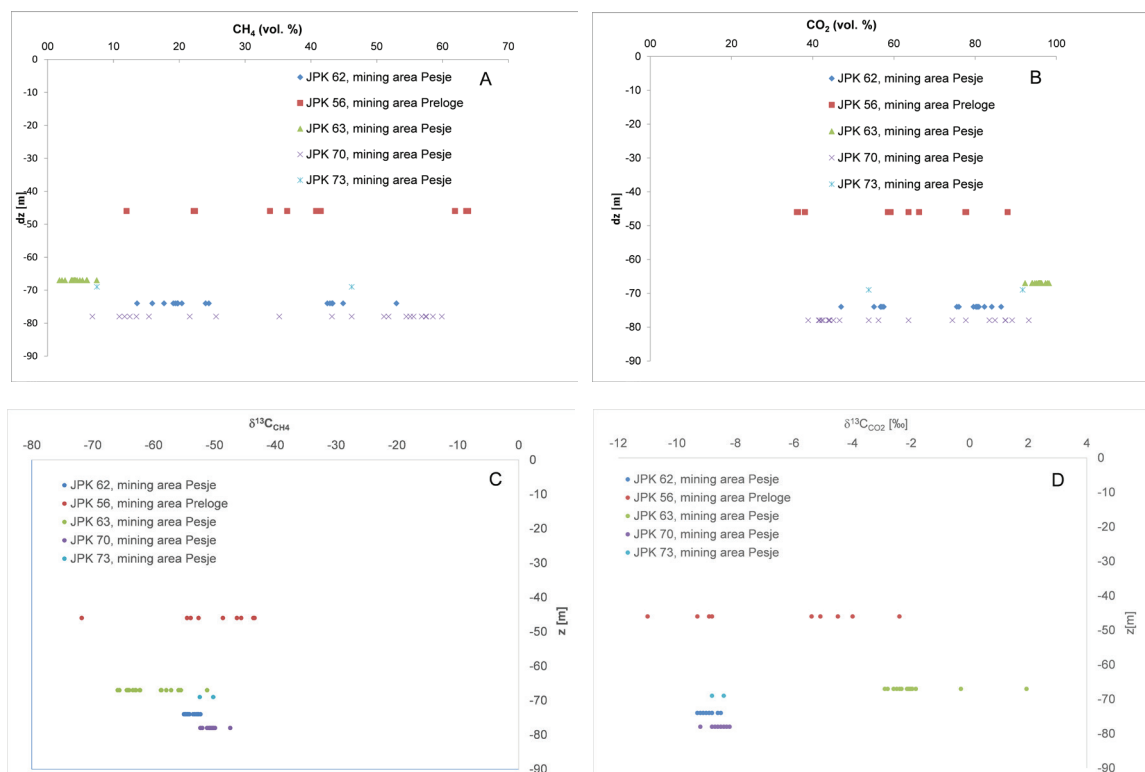 CH₄ (vol. %)
00 10 20 30 40 50 60 70
0
-10
-20
-30
-40
-50
-60
-70
-80
-90
dz [m]
A
JPK 62, mining area Pesje
JPK 56, mining area Preloge
JPK 63, mining area Pesje
JPK 70, mining area Pesje
JPK 73, mining area Pesje
CO₂ (vol. %)
00 20 40 60 80 100
0
-10
-20
-30
-40
-50
-60
-70
-80
-90
dz [m]
B
JPK 62, mining area Pesje
JPK 56, mining area Preloge
JPK 63, mining area Pesje
JPK 70, mining area Pesje
JPK 73, mining area Pesje
δ¹³C_CH4
-80 -70 -60 -50 -40 -30 -20 -10 0
C
JPK 62, mining area Pesje
JPK 56, mining area Preloge
JPK 63, mining area Pesje
JPK 70, mining area Pesje
JPK 73, mining area Pesje
0
-10
-20
-30
-40
-50
-60
-70
-80
-90
z [m]
δ¹³C_CO2 [‰]
-12 -10 -8 -6 -4 -2 0 2 4
D
JPK 62, mining area Pesje
JPK 56, mining area Preloge
JPK 63, mining area Pesje
JPK 70, mining area Pesje
JPK 73, mining area Pesje
0
-10
-20
-30
-40
-50
-60
-70
-80
-90
z[m]